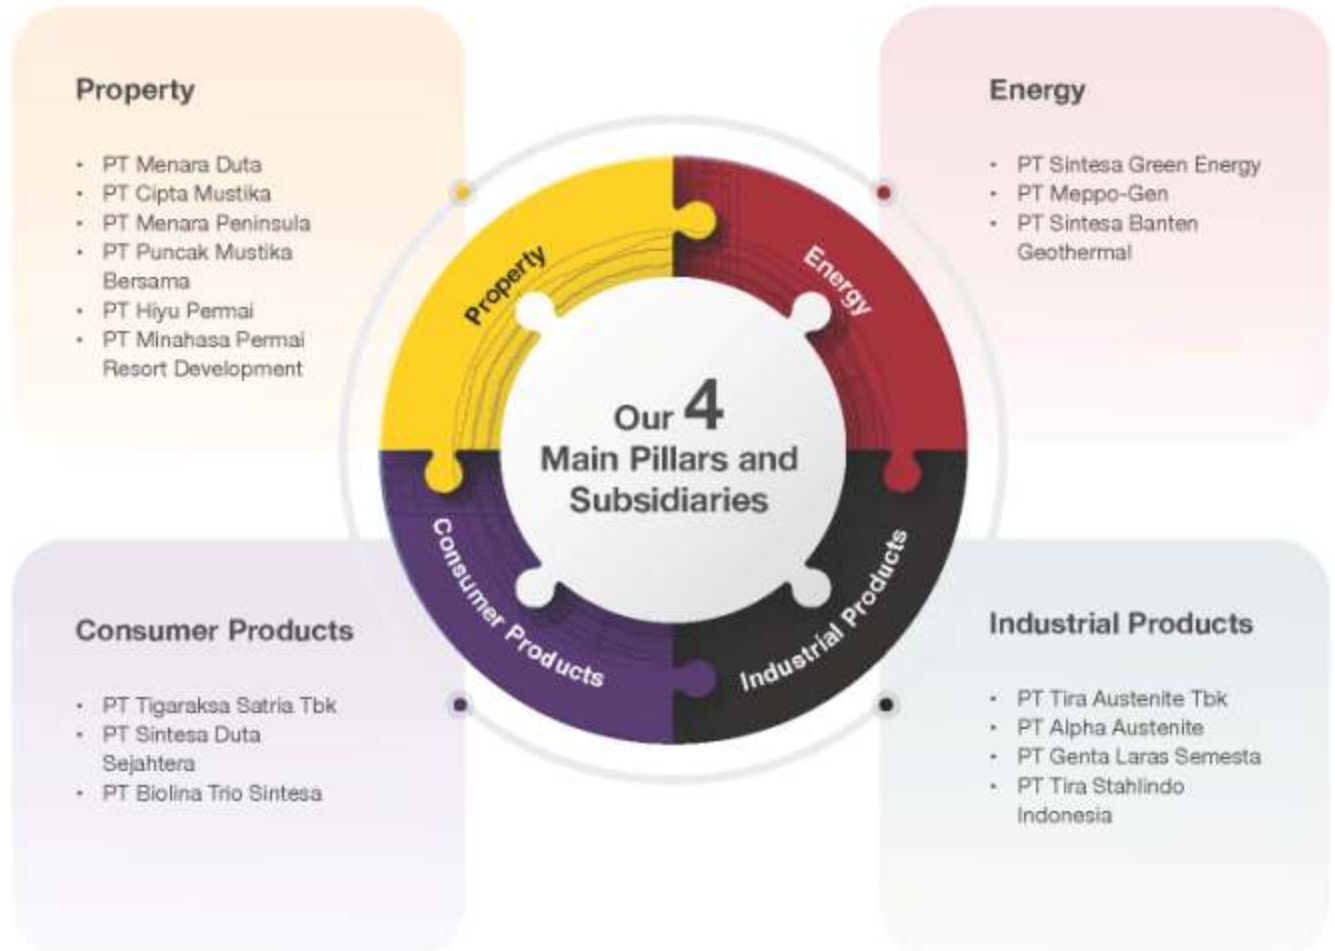 Property
• PT Menara Duta
• PT Cipta Mustika
• PT Menara Peninsula
• PT Puncak Mustika
Bersama
• PT Hiyu Permai
• PT Minahasa Permai
Resort Development
Energy
• PT Sintesa Green Energy
• PT Meppo-Gen
• PT Sintesa Banten
Geothermal
Property
Energy
Our 4
Main Pillars and
Subsidiaries
Consumer Products
Industrial Products
Consumer Products
• PT Tigaraksa Satria Tbk
• PT Sintesa Duta
Sejahtera
• PT Biolina Trio Sintesa
Industrial Products
• PT Tira Austenite Tbk
• PT Alpha Austenite
• PT Genta Laras Semesta
• PT Tira Stahlindo
Indonesia